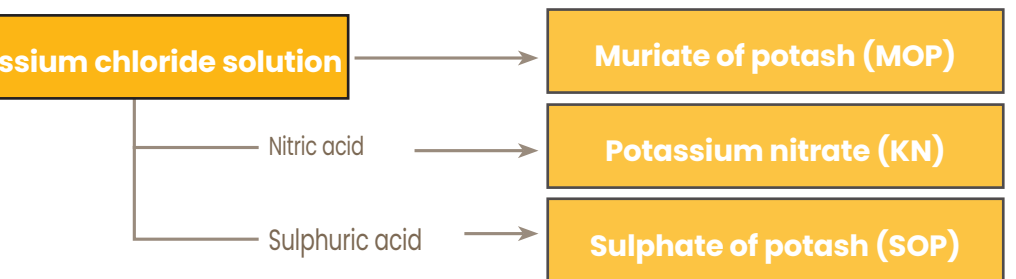 ssium chloride solution
Muriate of potash (MOP)
Nitric acid
Potassium nitrate (KN)
Sulphuric acid
Sulphate of potash (SOP)